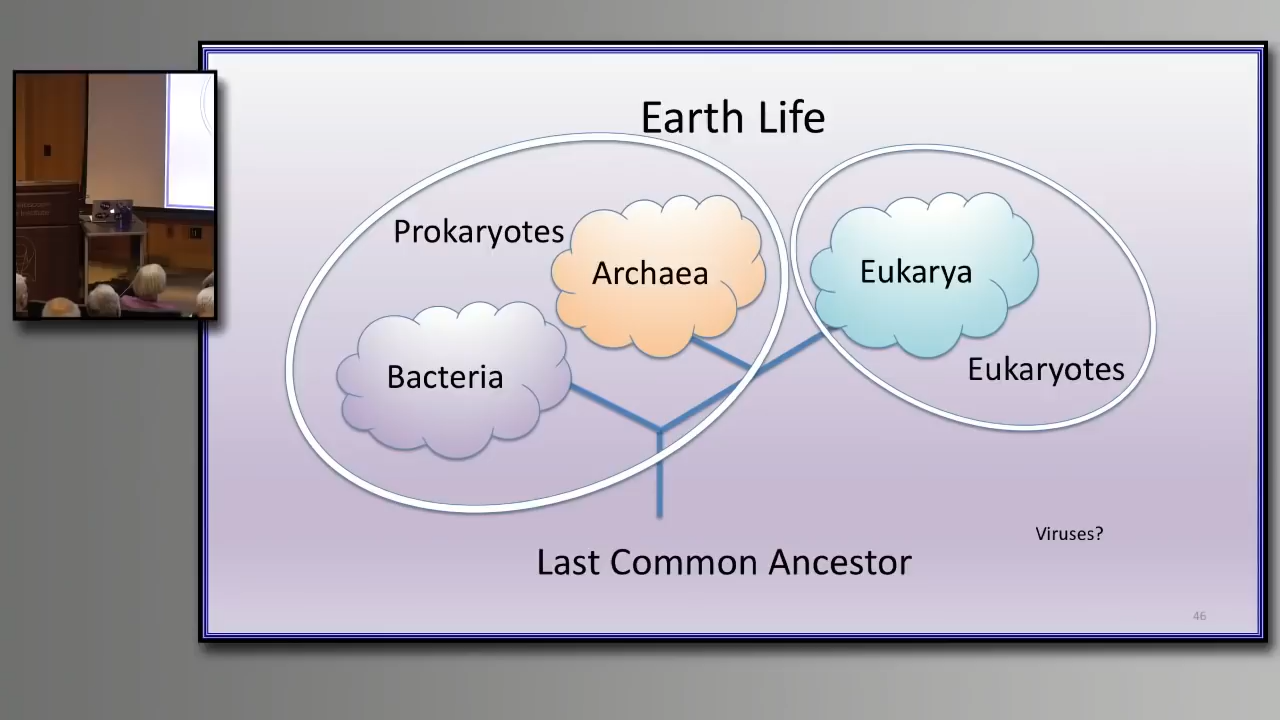 Earth Life
Prokaryotes
Archaea
Eukarya
Bacteria
Eukaryotes
Viruses?
Last Common Ancestor
46